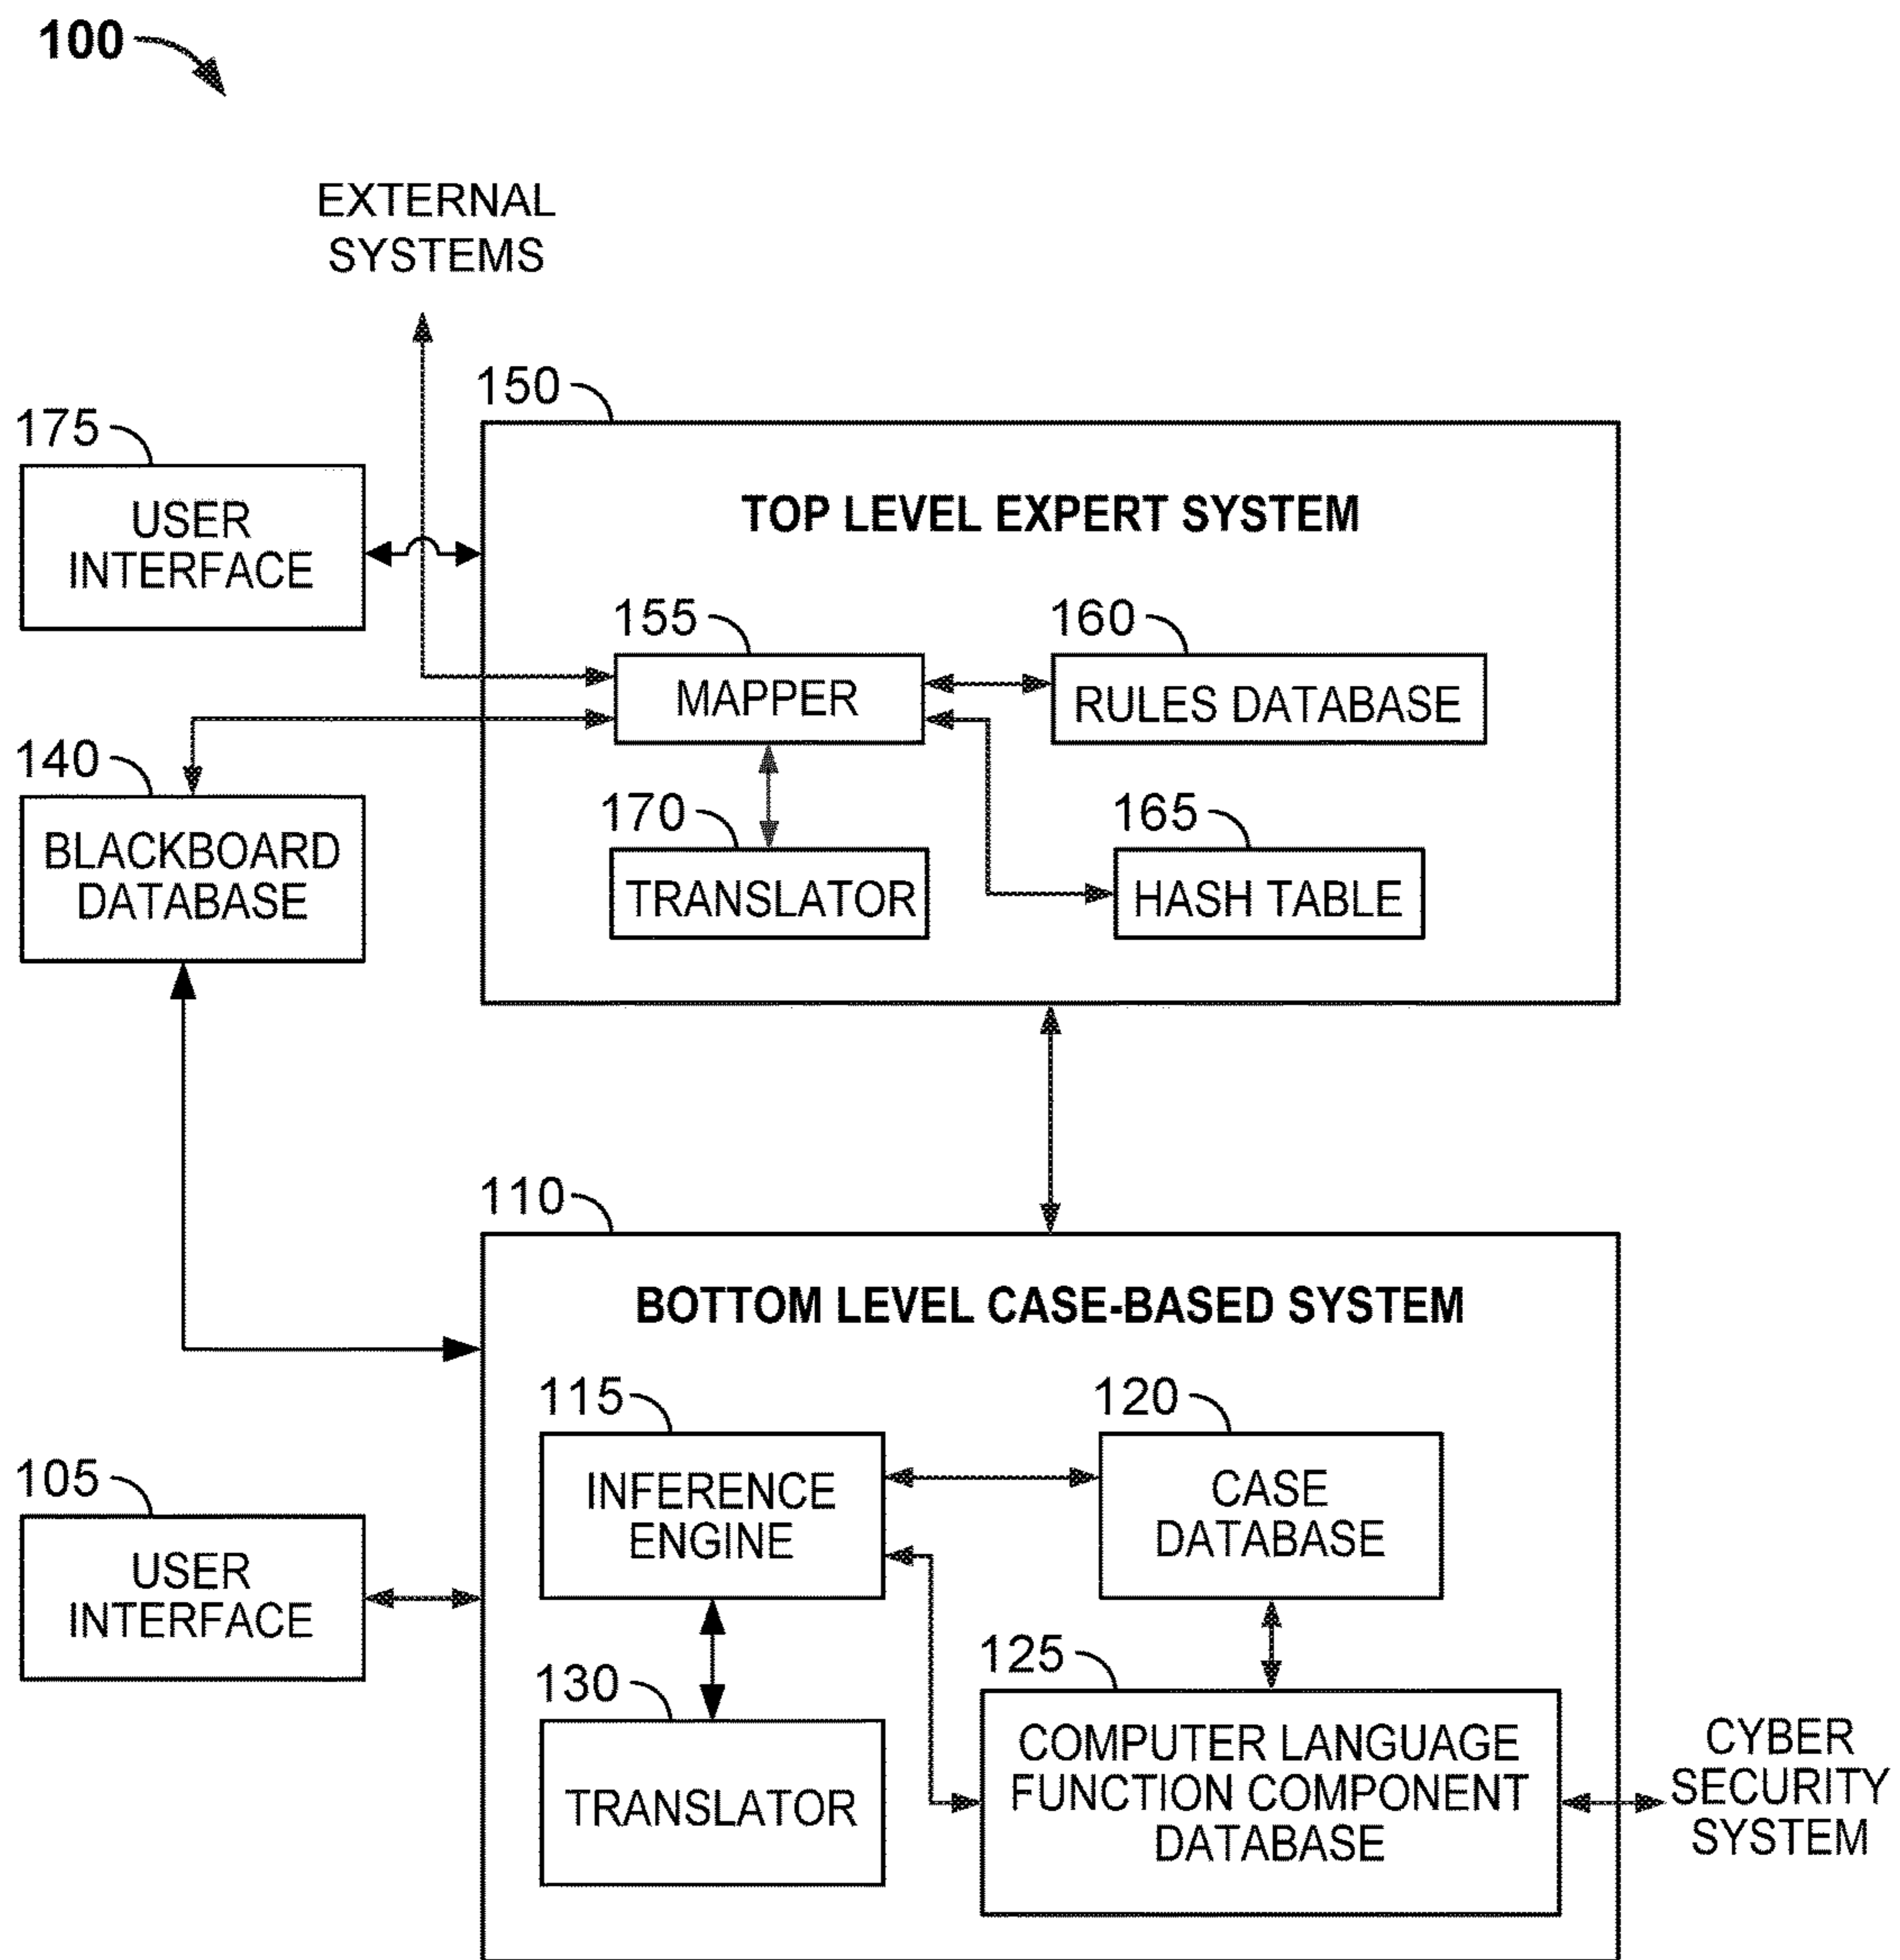 100
EXTERNAL
SYSTEMS
150
175
USER
INTERFACE
TOP LEVEL EXPERT SYSTEM
155
MAPPER
160
RULES DATABASE
140
BLACKBOARD
DATABASE
170
TRANSLATOR
165
HASH TABLE
110
BOTTOM LEVEL CASE-BASED SYSTEM
115
INFERENCE
ENGINE
120
CASE
DATABASE
105
USER
INTERFACE
130
TRANSLATOR
125
COMPUTER LANGUAGE
FUNCTION COMPONENT
DATABASE
CYBER
SECURITY
SYSTEM